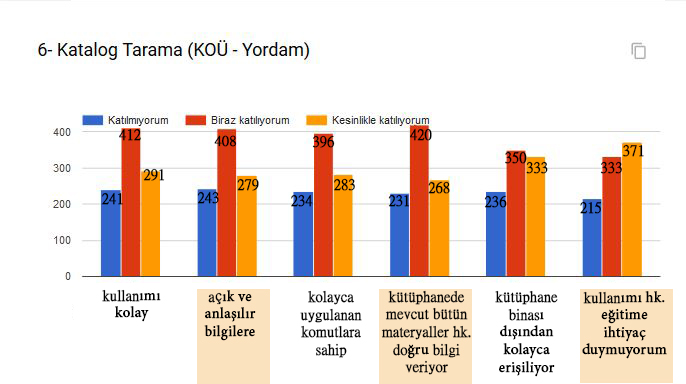 6- Katalog Tarama (KOÜ - Yordam)
Katılmıyorum Biraz katılıyorum Kesinlikle katılıyorum
400
300
200
100
0
241 412 291
243 408 279
234 396 283
231 420 268
236 350 333
215 333 371
kullanımı
kolay
açık ve
anlaşılır
bilgilere
kolayca
uygulanan
komutlara
sahip
kütüphanede
mevcut bütün
materyaller hk.
doğru bilgi
veriyor
kütüphane
binası
dışından
kolayca
erişiliyor
kullanımı hk.
eğitime
ihtiyaç
duymuyorum